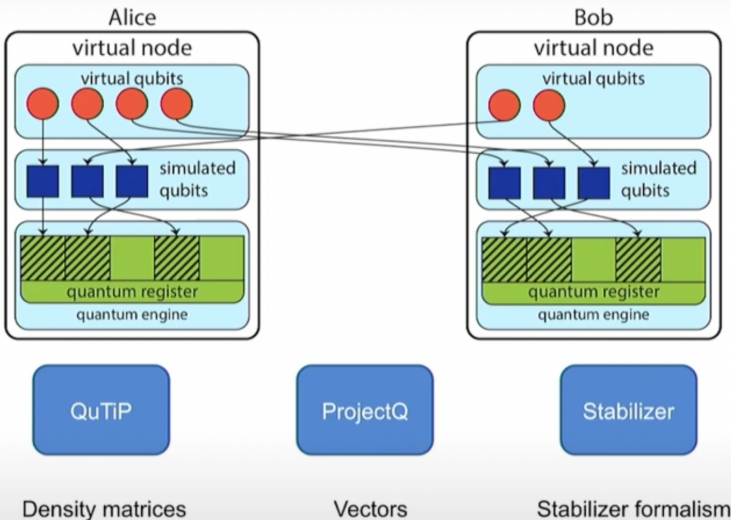 Alice
virtual node
virtual qubits
simulated
qubits
quantum register
quantum engine
Bob
virtual node
virtual qubits
simulated
qubits
quantum register
quantum engine
QuTiP
ProjectQ
Stabilizer
Density matrices
Vectors
Stabilizer formalism